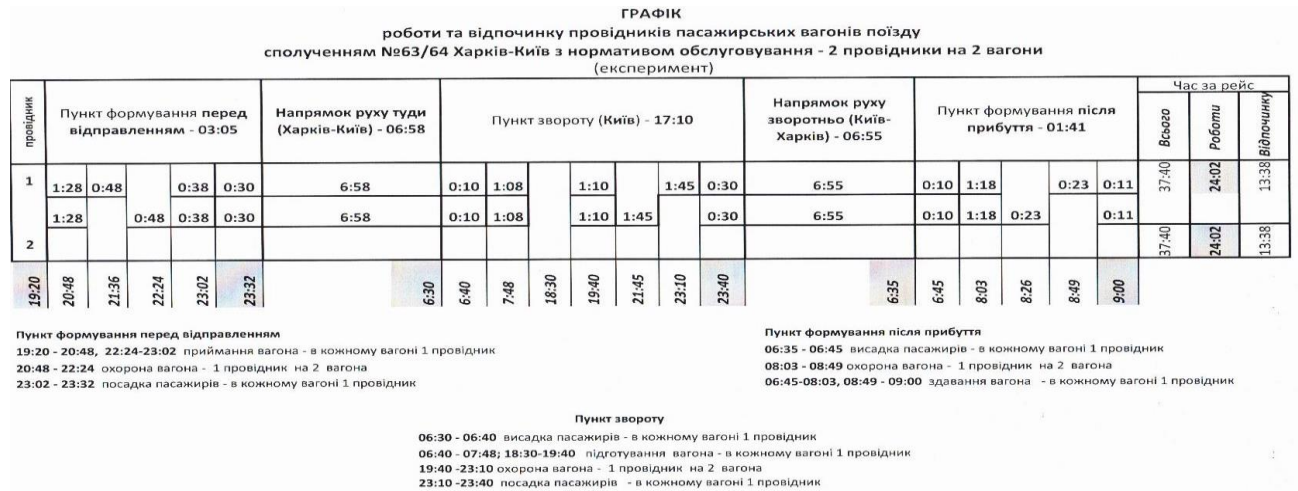 ГРАФІК
роботи та відпочинку провідників пасажирських вагонів поїзду
сполученням №63/64 Харків-Київ з нормативом обслуговування - 2 провідники на 2 вагони
(експеримент)
провідник
Пункт формування перед відправленням - 03:05
Напрямок руху туди (Харків-Київ) - 06:58
Пункт звороту (Київ) - 17:10
Напрямок руху зворотньо (Київ-Харків) - 06:55
Пункт формування після прибуття - 01:41
Час за рейс
Всього Роботи Відпочинку
1 1:28 0:48 0:38 0:30 6:58 0:10 1:08 1:10 1:45 0:30 6:55 0:10 1:18 0:23 0:11 37:40 24:02 13:38
1:28 0:48 0:38 0:30 6:58 0:10 1:08 1:10 1:45 0:30 6:55 0:10 1:18 0:23 0:11
2 37:40 24:02 13:38
19:20 20:48 21:36 22:24 23:02 23:32 6:30 6:40 7:48 18:30 19:40 21:45 23:10 23:40 6:35 6:45 8:03 8:26 8:49 9:00
Пункт формування перед відправленням
19:20 - 20:48, 22:24-23:02 приймання вагона - в кожному вагоні 1 провідник
20:48 - 22:24 охорона вагона - 1 провідник на 2 вагона
23:02 - 23:32 посадка пасажирів - в кожному вагоні 1 провідник
Пункт формування після прибуття
06:35 - 06:45 висадка пасажирів - в кожному вагоні 1 провідник
08:03 - 08:49 охорона вагона - 1 провідник на 2 вагона
06:45-08:03, 08:49 - 09:00 здавання вагона - в кожному вагоні 1 провідник
Пункт звороту
06:30 - 06:40 висадка пасажирів - в кожному вагоні 1 провідник
06:40 - 07:48; 18:30-19:40 підготування вагона - в кожному вагоні 1 провідник
19:40 -23:10 охорона вагона - 1 провідник на 2 вагона
23:10 -23:40 посадка пасажирів - в кожному вагоні 1 провідник